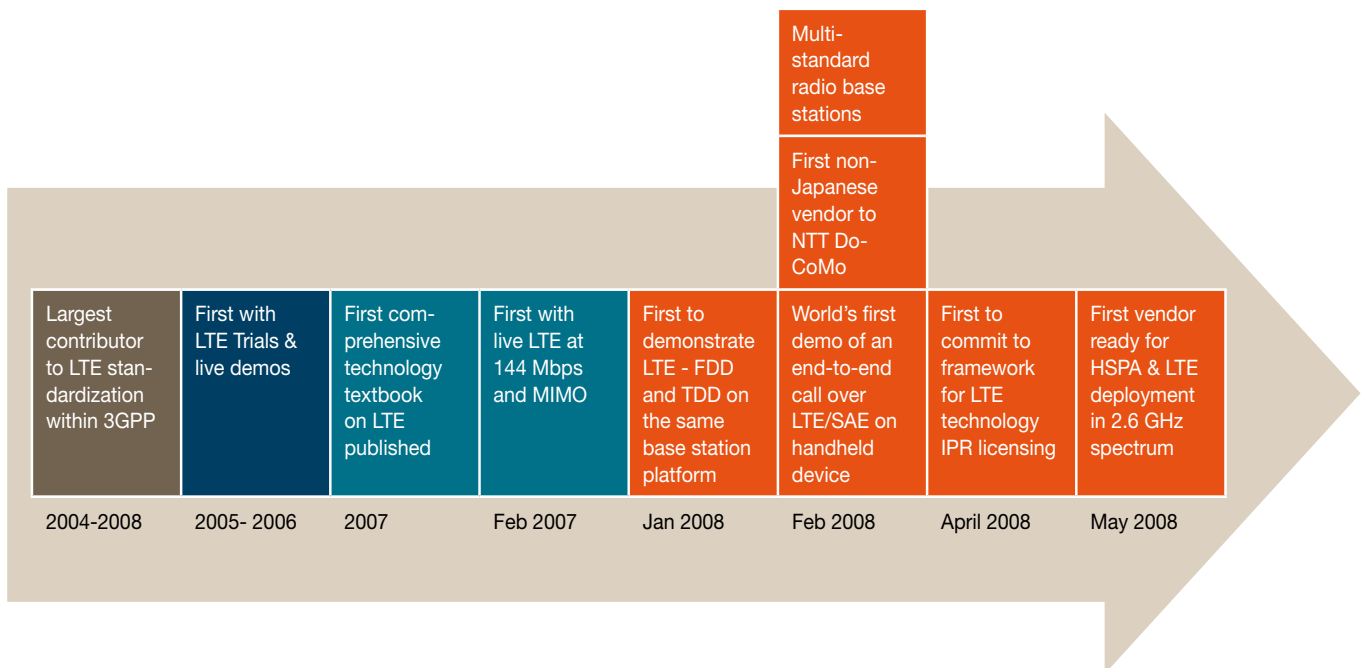 Multi-
standard
radio base
stations
First non-
Japanese
vendor to
NTT Do-
CoMo
Largest
contributor
to LTE stan-
dardization
within 3GPP
First with
LTE Trials &
live demos
First com-
prehensive
technology
textbook
on LTE
published
First with
live LTE at
144 Mbps
and MIMO
First to
demonstrate
LTE - FDD
and TDD on
the same
base station
platform
World’s first
demo of an
end-to-end
call over
LTE/SAE on
handheld
device
First to
commit to
framework
for LTE
technology
IPR licensing
First vendor
ready for
HSPA & LTE
deployment
in 2.6 GHz
spectrum
2004-2008
2005- 2006
2007
Feb 2007
Jan 2008
Feb 2008
April 2008
May 2008